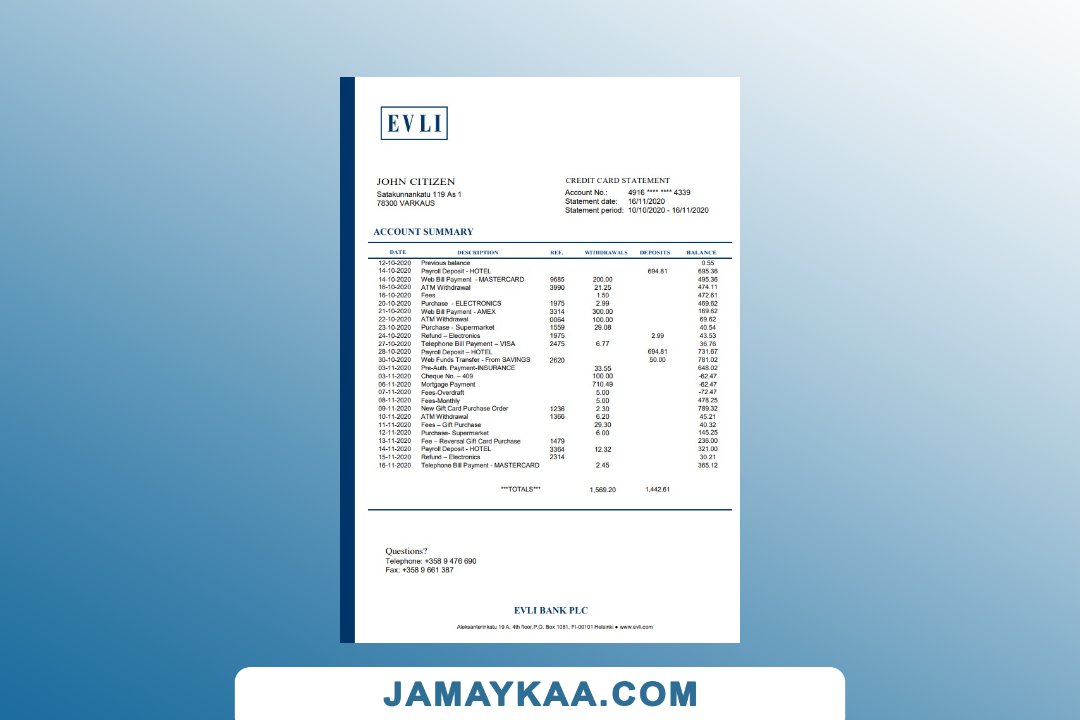 EVLI
JOHN CITIZEN
Satakunnankatu 119 As 1
78300 VARKAUS
CREDIT CARD STATEMENT
Account No.: 4916 **** **** 4339
Statement date: 16/11/2020
Statement period: 10/10/2020 - 16/11/2020
ACCOUNT SUMMARY
DATE DESCRIPTION REF. WITHDRAWALS DEPOSITS BALANCE
12-10-2020 Previous balance 0.55
14-10-2020 Payroll Deposit - HOTEL 694.81 695.36
14-10-2020 Web Bill Payment - MASTERCARD 9685 200.00 495.36
16-10-2020 ATM Withdrawal 3990 21.25 474.11
16-10-2020 Fees 1.50 472.61
20-10-2020 Purchase - ELECTRONICS 1975 2.99 469.62
21-10-2020 Web Bill Payment - AMEX 3314 300.00 169.62
22-10-2020 ATM Withdrawal 0064 100.00 69.62
23-10-2020 Purchase - Supermarket 1559 29.08 40.54
24-10-2020 Refund – Electronics 1975 2.99 43.53
27-10-2020 Telephone Bill Payment – VISA 2475 6.77 36.76
28-10-2020 Payroll Deposit – HOTEL 694.81 731.67
30-10-2020 Web Funds Transfer - From SAVINGS 2620 50.00 781.02
03-11-2020 Pre-Auth. Payment-INSURANCE 33.55 648.02
03-11-2020 Cheque No. – 409 100.00 -62.47
06-11-2020 Mortgage Payment 710.49 -62.47
07-11-2020 Fees-Overdraft 5.00 -72.47
08-11-2020 Fees-Monthly 5.00 478.25
09-11-2020 New Gift Card Purchase Order 1236 2.30 789.32
10-11-2020 ATM Withdrawal 1366 6.20 45.21
11-11-2020 Fees – Gift Purchase 29.30 40.32
12-11-2020 Purchase- Supermarket 6.00 145.25
13-11-2020 Fee – Reversal Gift Card Purchase 1479 236.00
14-11-2020 Payroll Deposit - HOTEL 3364 12.32 321.00
15-11-2020 Refund – Electronics 2314 30.21
16-11-2020 Telephone Bill Payment - MASTERCARD 2.45 365.12
***TOTALS*** 1,569.20 1,442.61
Questions?
Telephone: +358 9 476 690
Fax: +358 9 661 387
EVLI BANK PLC
Aleksanterinkatu 19 A, 4th floor,P.O. Box 1081, FI-00101 Helsinki ● www.evli.com
JAMAYKAA.COM